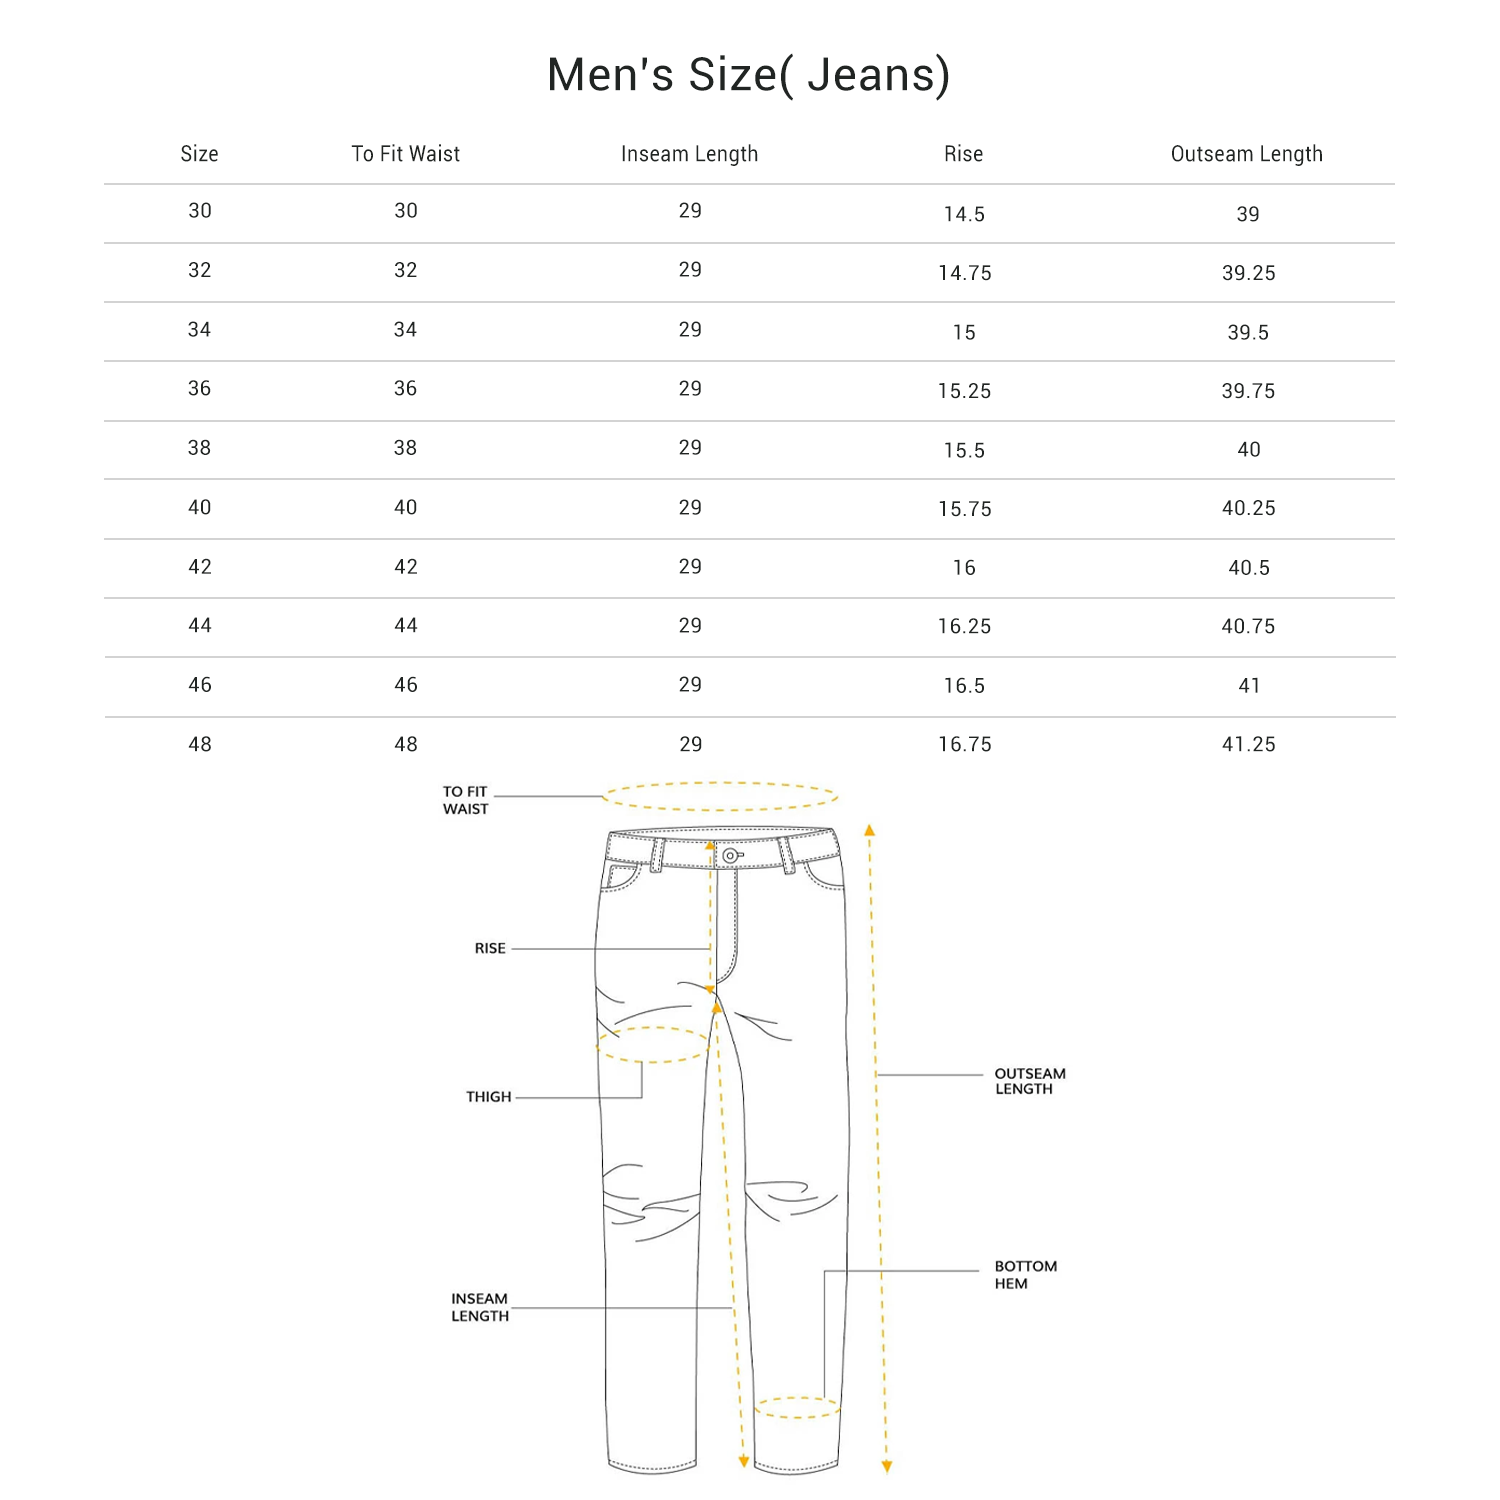 Men's Size( Jeans)
Size To Fit Waist Inseam Length Rise Outseam Length
30 30 29 14.5 39
32 32 29 14.75 39.25
34 34 29 15 39.5
36 36 29 15.25 39.75
38 38 29 15.5 40
40 40 29 15.75 40.25
42 42 29 16 40.5
44 44 29 16.25 40.75
46 46 29 16.5 41
48 48 29 16.75 41.25
TO FIT
WAIST
RISE
THIGH
OUTSEAM
LENGTH
BOTTOM
HEM
INSEAM
LENGTH